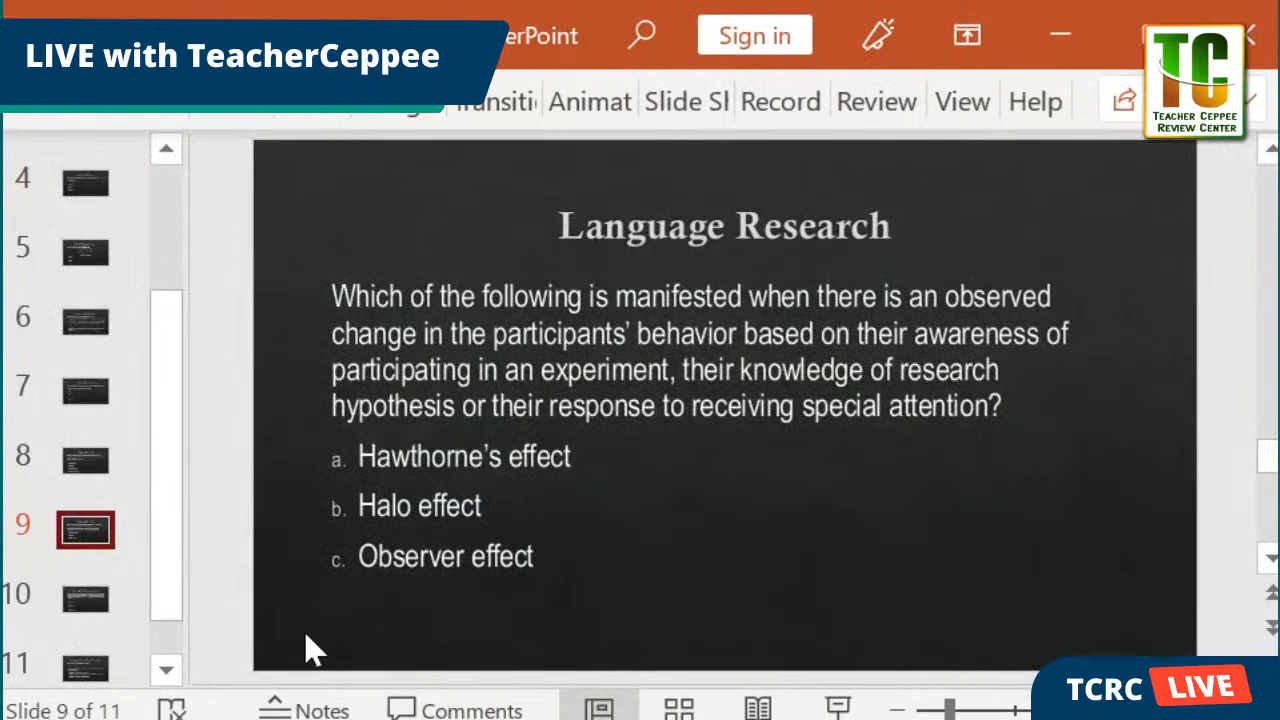 LIVE with TeacherCeppee
erPoint
Sign in
Animat
Slide Sl
Record
Review
View
Help
TC
TEACHER CEPPEE
REVIEW CENTER
4
5
6
7
8
9
10
11
Language Research
Which of the following is manifested when there is an observed
change in the participants' behavior based on their awareness of
participating in an experiment, their knowledge of research
hypothesis or their response to receiving special attention?
a. Hawthorne's effect
b. Halo effect
c. Observer effect
Slide 9 of 11
Notes
Comments
TCRC LIVE